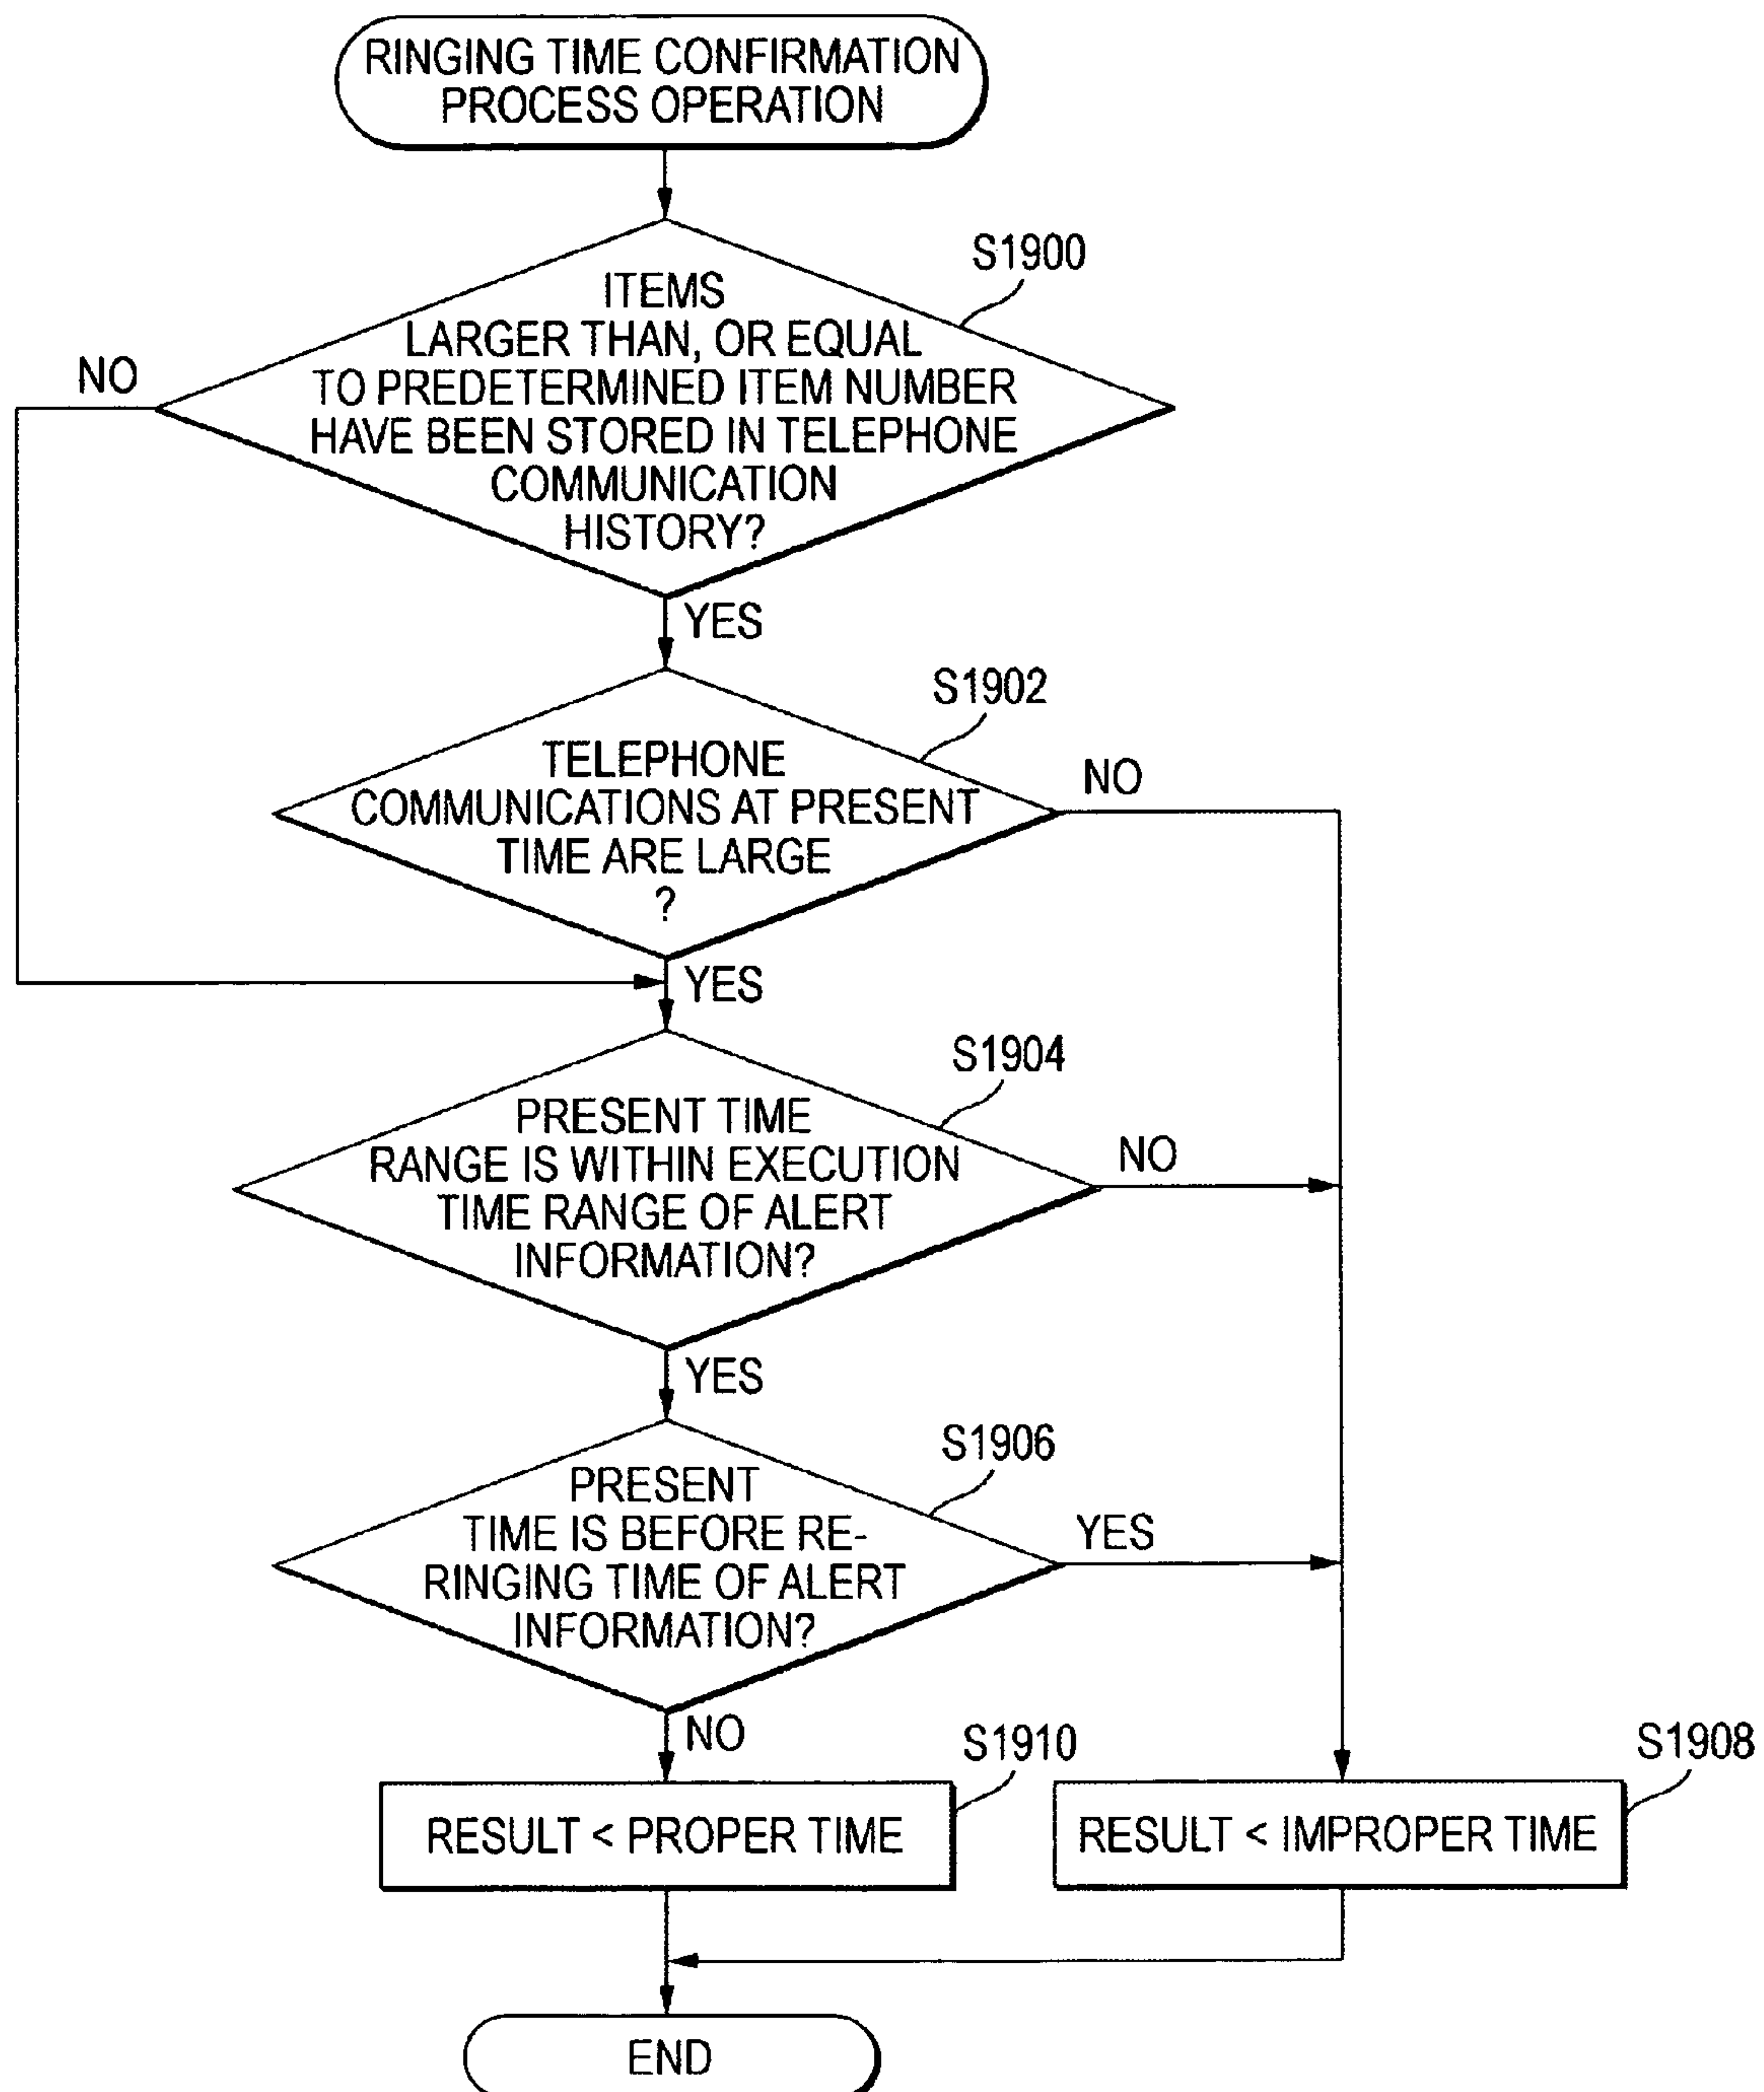 RINGING TIME CONFIRMATION
PROCESS OPERATION
S1900
ITEMS
LARGER THAN, OR EQUAL
TO PREDETERMINED ITEM NUMBER
HAVE BEEN STORED IN TELEPHONE
COMMUNICATION
HISTORY?
NO
YES
S1902
TELEPHONE
COMMUNICATIONS AT PRESENT
TIME ARE LARGE
?
NO
YES
S1904
PRESENT TIME
RANGE IS WITHIN EXECUTION
TIME RANGE OF ALERT
INFORMATION?
NO
YES
S1906
PRESENT
TIME IS BEFORE RE-
RINGING TIME OF ALERT
INFORMATION?
YES
NO
S1910
RESULT < PROPER TIME
S1908
RESULT < IMPROPER TIME
END